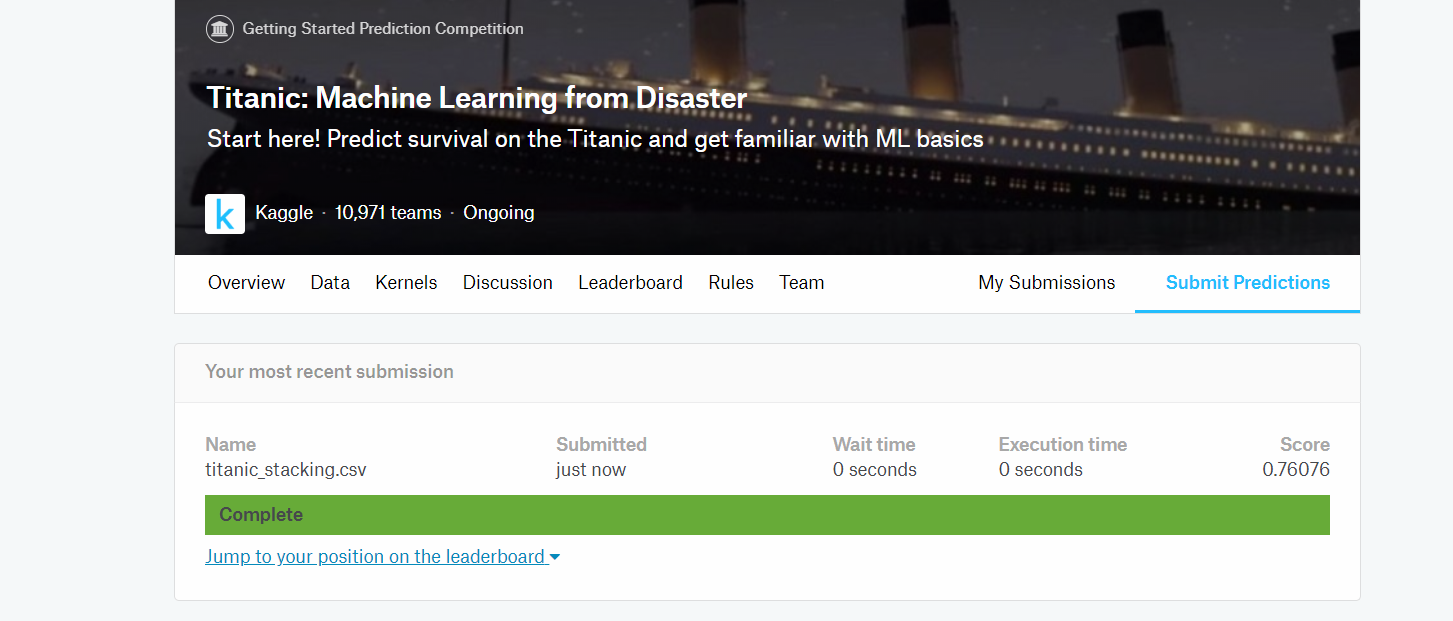 Getting Started Prediction Competition
Titanic: Machine Learning from Disaster
Start here! Predict survival on the Titanic and get familiar with ML basics
k Kaggle · 10,971 teams · Ongoing
Overview Data Kernels Discussion Leaderboard Rules Team My Submissions Submit Predictions
Your most recent submission
Name Submitted Wait time Execution time Score
titanic_stacking.csv just now 0 seconds 0 seconds 0.76076
Complete
Jump to your position on the leaderboard